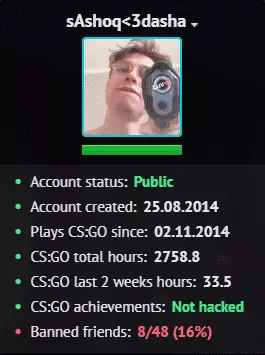 sAshoq<3dasha
Account status: Public
Account created: 25.08.2014
Plays CS:GO since: 02.11.2014
CS:GO total hours: 2758.8
CS:GO last 2 weeks hours: 33.5
CS:GO achievements: Not hacked
Banned friends: 8/48 (16%)